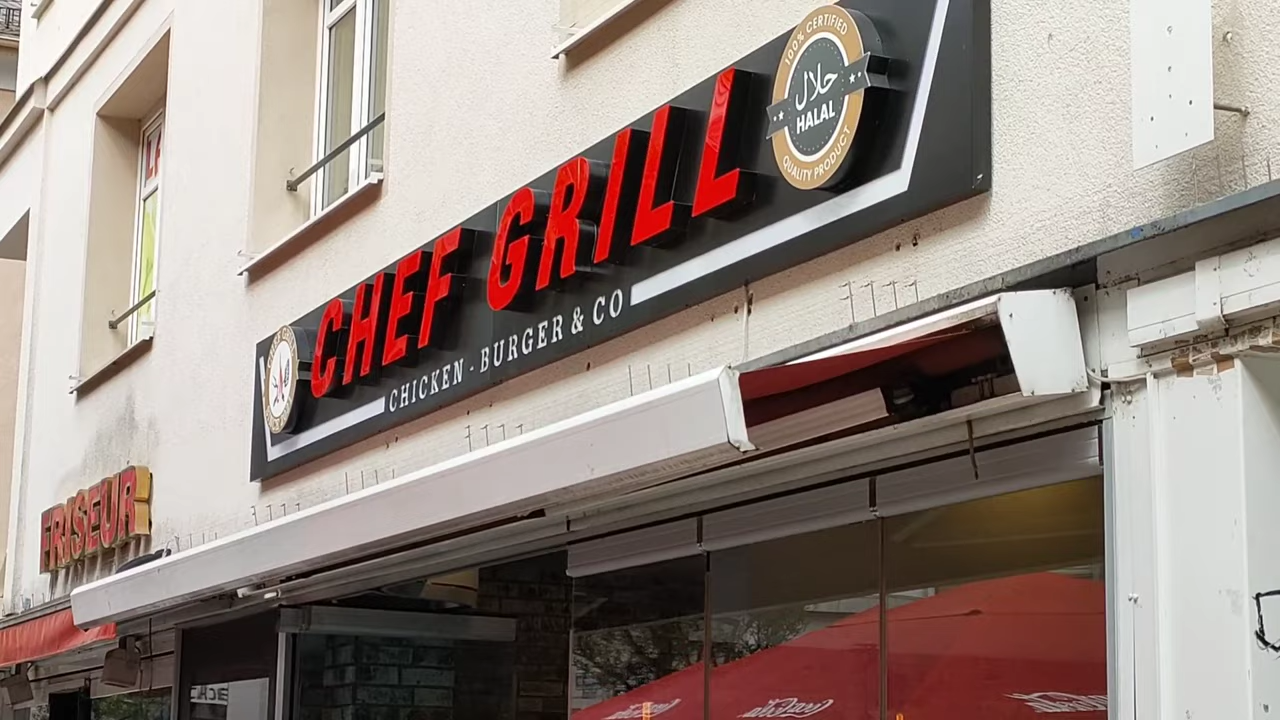 CHEF GRILL
CHICKEN - BURGER & CO
100% CERTIFIED
حلال
HALAL
QUALITY PRODUCT
FRISEUR